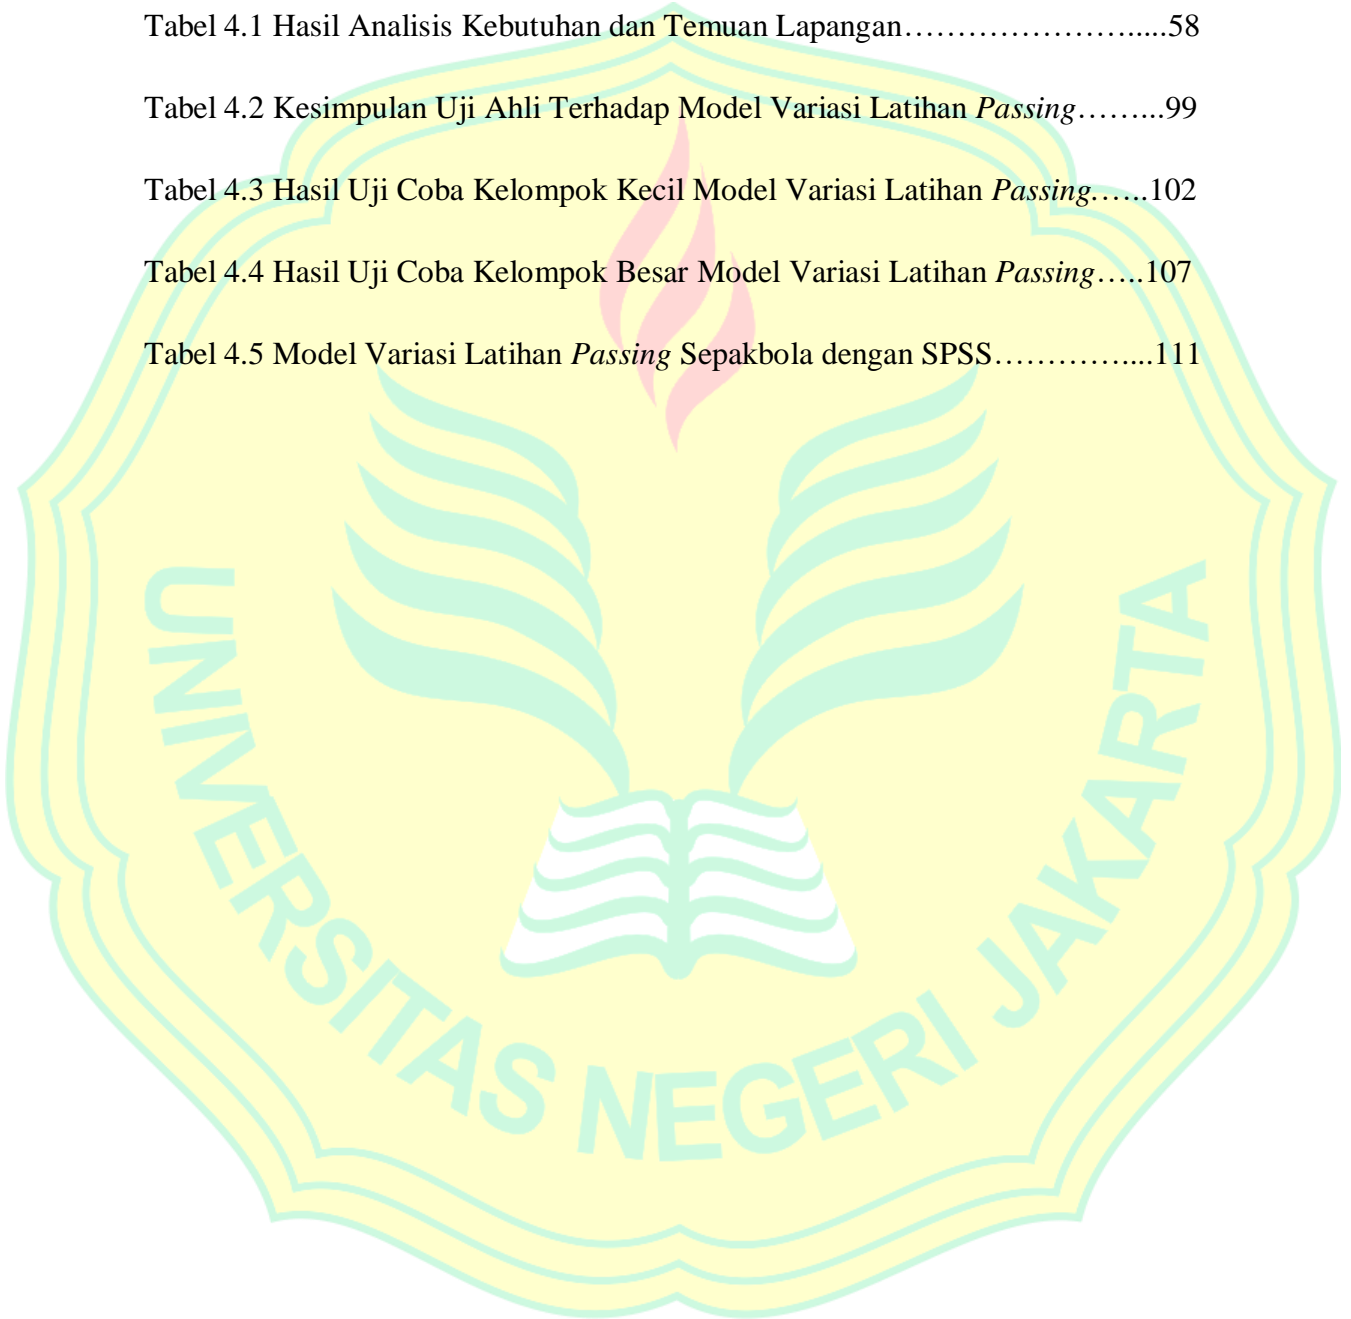 Tabel 4.1 Hasil Analisis Kebutuhan dan Temuan Lapangan…………………….....58
Tabel 4.2 Kesimpulan Uji Ahli Terhadap Model Variasi Latihan Passing……...99
Tabel 4.3 Hasil Uji Coba Kelompok Kecil Model Variasi Latihan Passing.…..102
Tabel 4.4 Hasil Uji Coba Kelompok Besar Model Variasi Latihan Passing…..107
Tabel 4.5 Model Variasi Latihan Passing Sepakbola dengan SPSS…………....111
UNIVERSITAS NEGERI JAKARTA